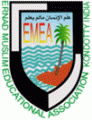 علم الإنسان مالم يعلم
EMEA
ERNAD MUSLIM EDUCATIONAL ASSOCIATION KONDOTTY INDIA